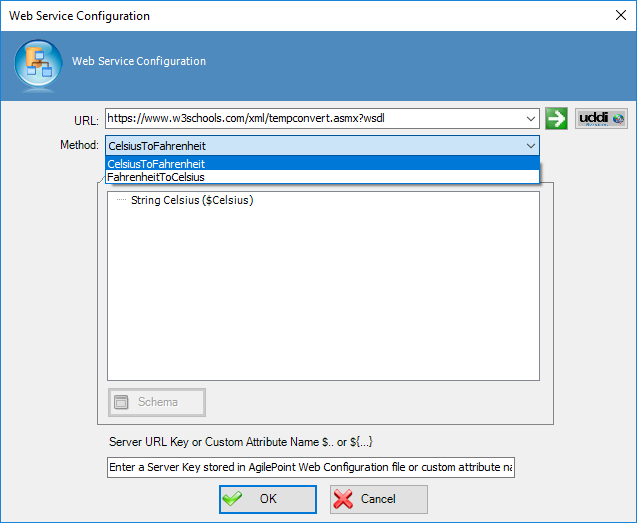 Web Service Configuration
Web Service Configuration
URL: https://www.w3schools.com/xml/tempconvert.asmx?wsdl
uddi
Method: CelsiusToFahrenheit
CelsiusToFahrenheit
FahrenheitToCelsius
String Celsius ($Celsius)
Schema
Server URL Key or Custom Attribute Name $.. or ${...}
Enter a Server Key stored in AgilePoint Web Configuration file or custom attribute na
OK Cancel